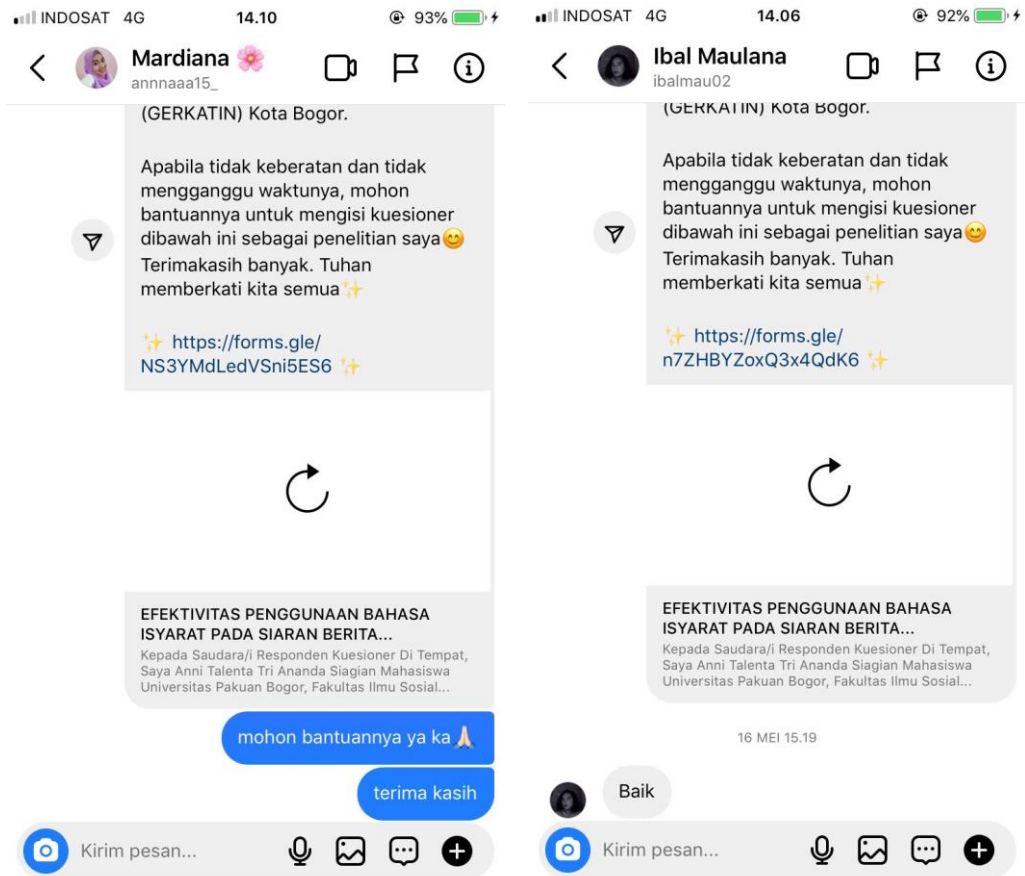 INDOSAT 4G 14.10 93%
Mardiana 🌸
annnaaa15_
(GERKATIN) Kota Bogor.
Apabila tidak keberatan dan tidak
mengganggu waktunya, mohon
bantuannya untuk mengisi kuesioner
dibawah ini sebagai penelitian saya😊
Terimakasih banyak. Tuhan
memberkati kita semua✨
✨ https://forms.gle/
NS3YMdLedVSni5ES6 ✨
EFEKTIVITAS PENGGUNAAN BAHASA
ISYARAT PADA SIARAN BERITA...
Kepada Saudara/i Responden Kuesioner Di Tempat,
Saya Anni Talenta Tri Ananda Siagian Mahasiswa
Universitas Pakuan Bogor, Fakultas Ilmu Sosial...
mohon bantuannya ya ka🙏🏻
terima kasih
Kirim pesan...
INDOSAT 4G 14.06 92%
Ibal Maulana
ibalmau02
(GERKATIN) Kota Bogor.
Apabila tidak keberatan dan tidak
mengganggu waktunya, mohon
bantuannya untuk mengisi kuesioner
dibawah ini sebagai penelitian saya😊
Terimakasih banyak. Tuhan
memberkati kita semua✨
✨ https://forms.gle/
n7ZHBYZoxQ3x4QdK6 ✨
EFEKTIVITAS PENGGUNAAN BAHASA
ISYARAT PADA SIARAN BERITA...
Kepada Saudara/i Responden Kuesioner Di Tempat,
Saya Anni Talenta Tri Ananda Siagian Mahasiswa
Universitas Pakuan Bogor, Fakultas Ilmu Sosial...
16 MEI 15.19
Baik
Kirim pesan...